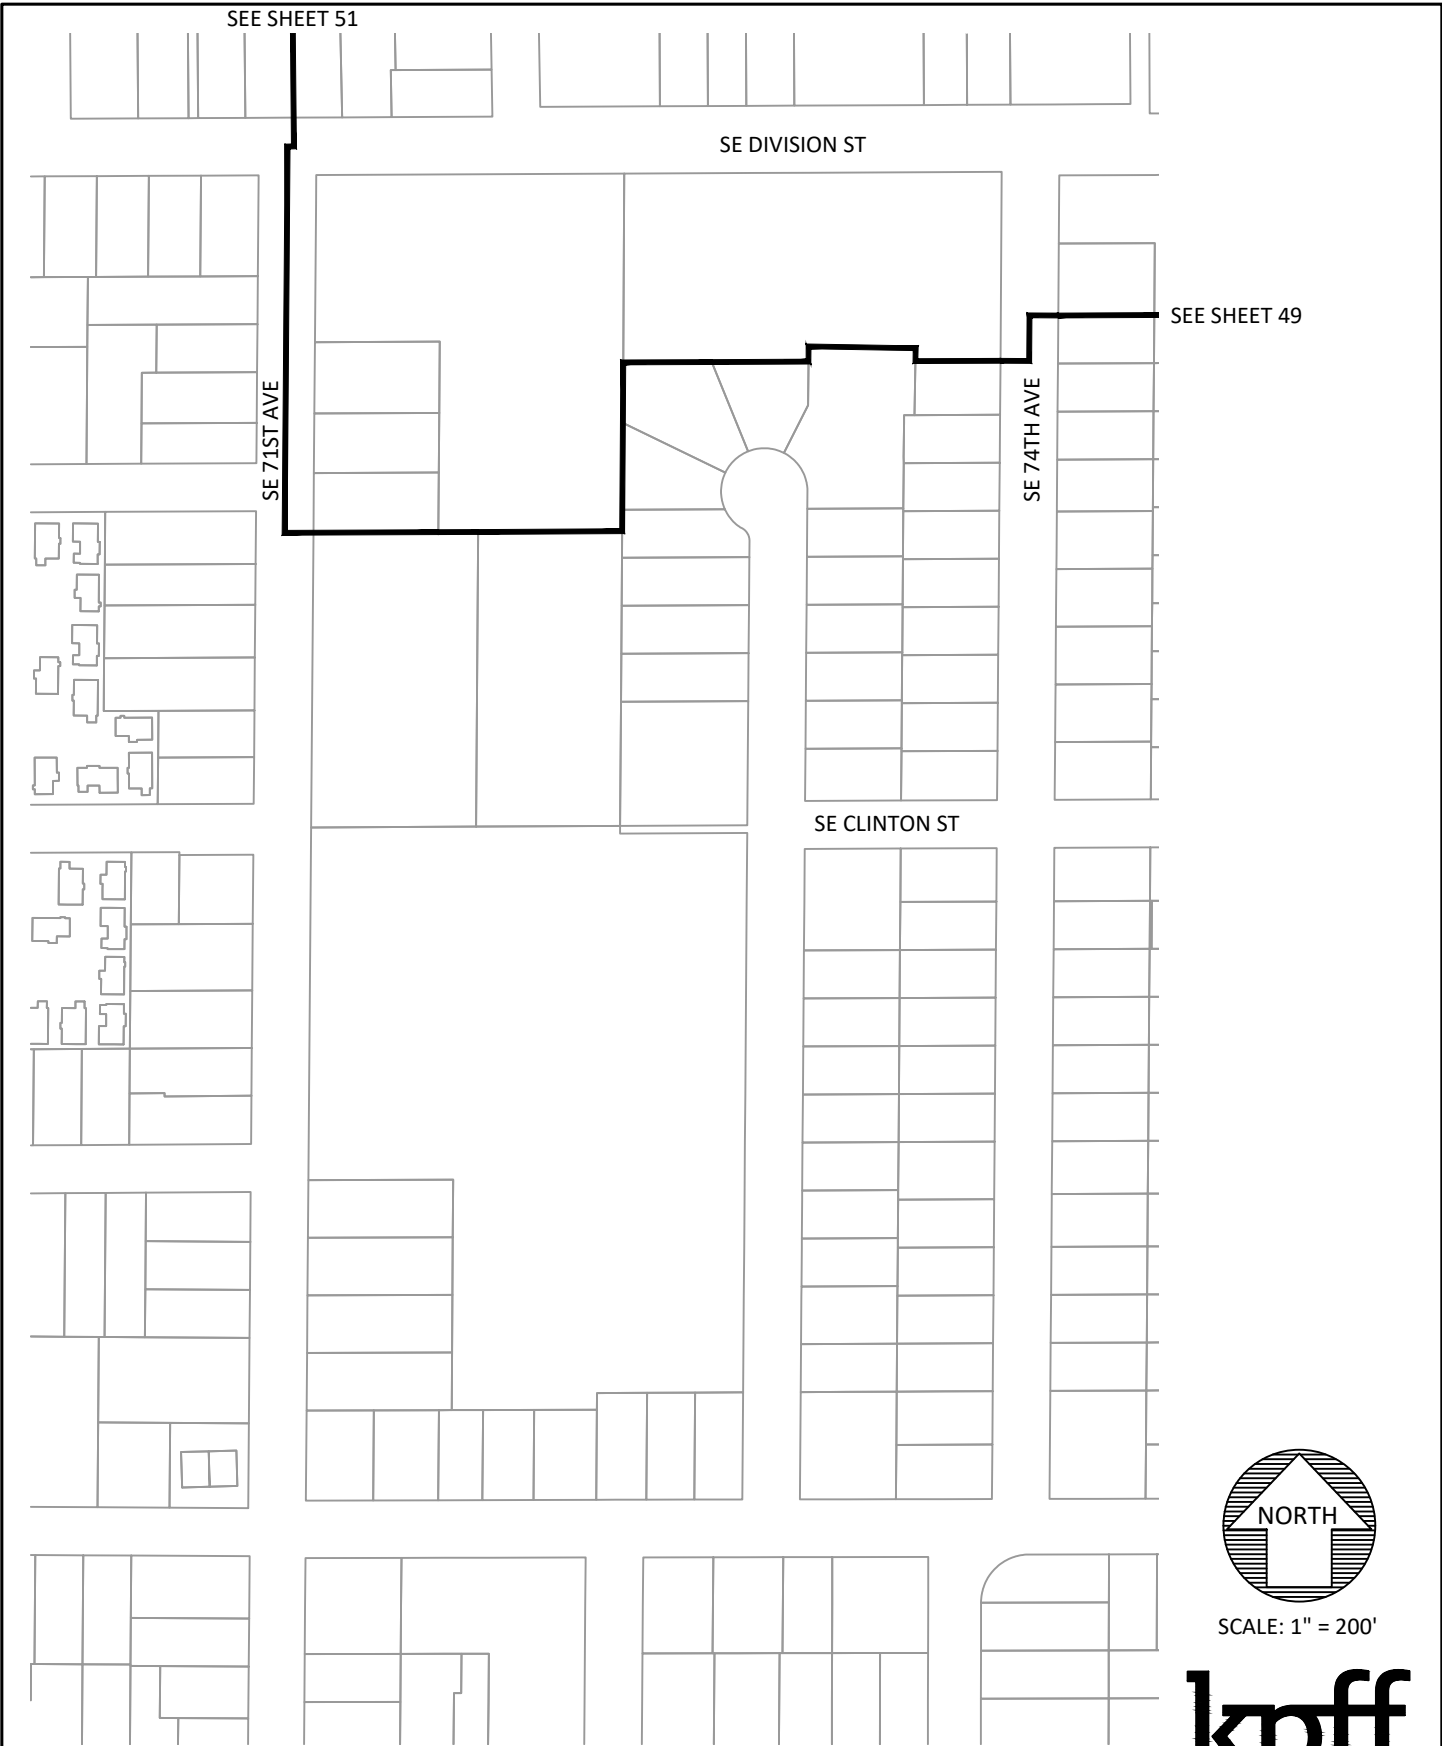 SEE SHEET 51
SE DIVISION ST
SEE SHEET 49
SE 71ST AVE
SE 74TH AVE
SE CLINTON ST
NORTH
SCALE: 1" = 200'
kpff